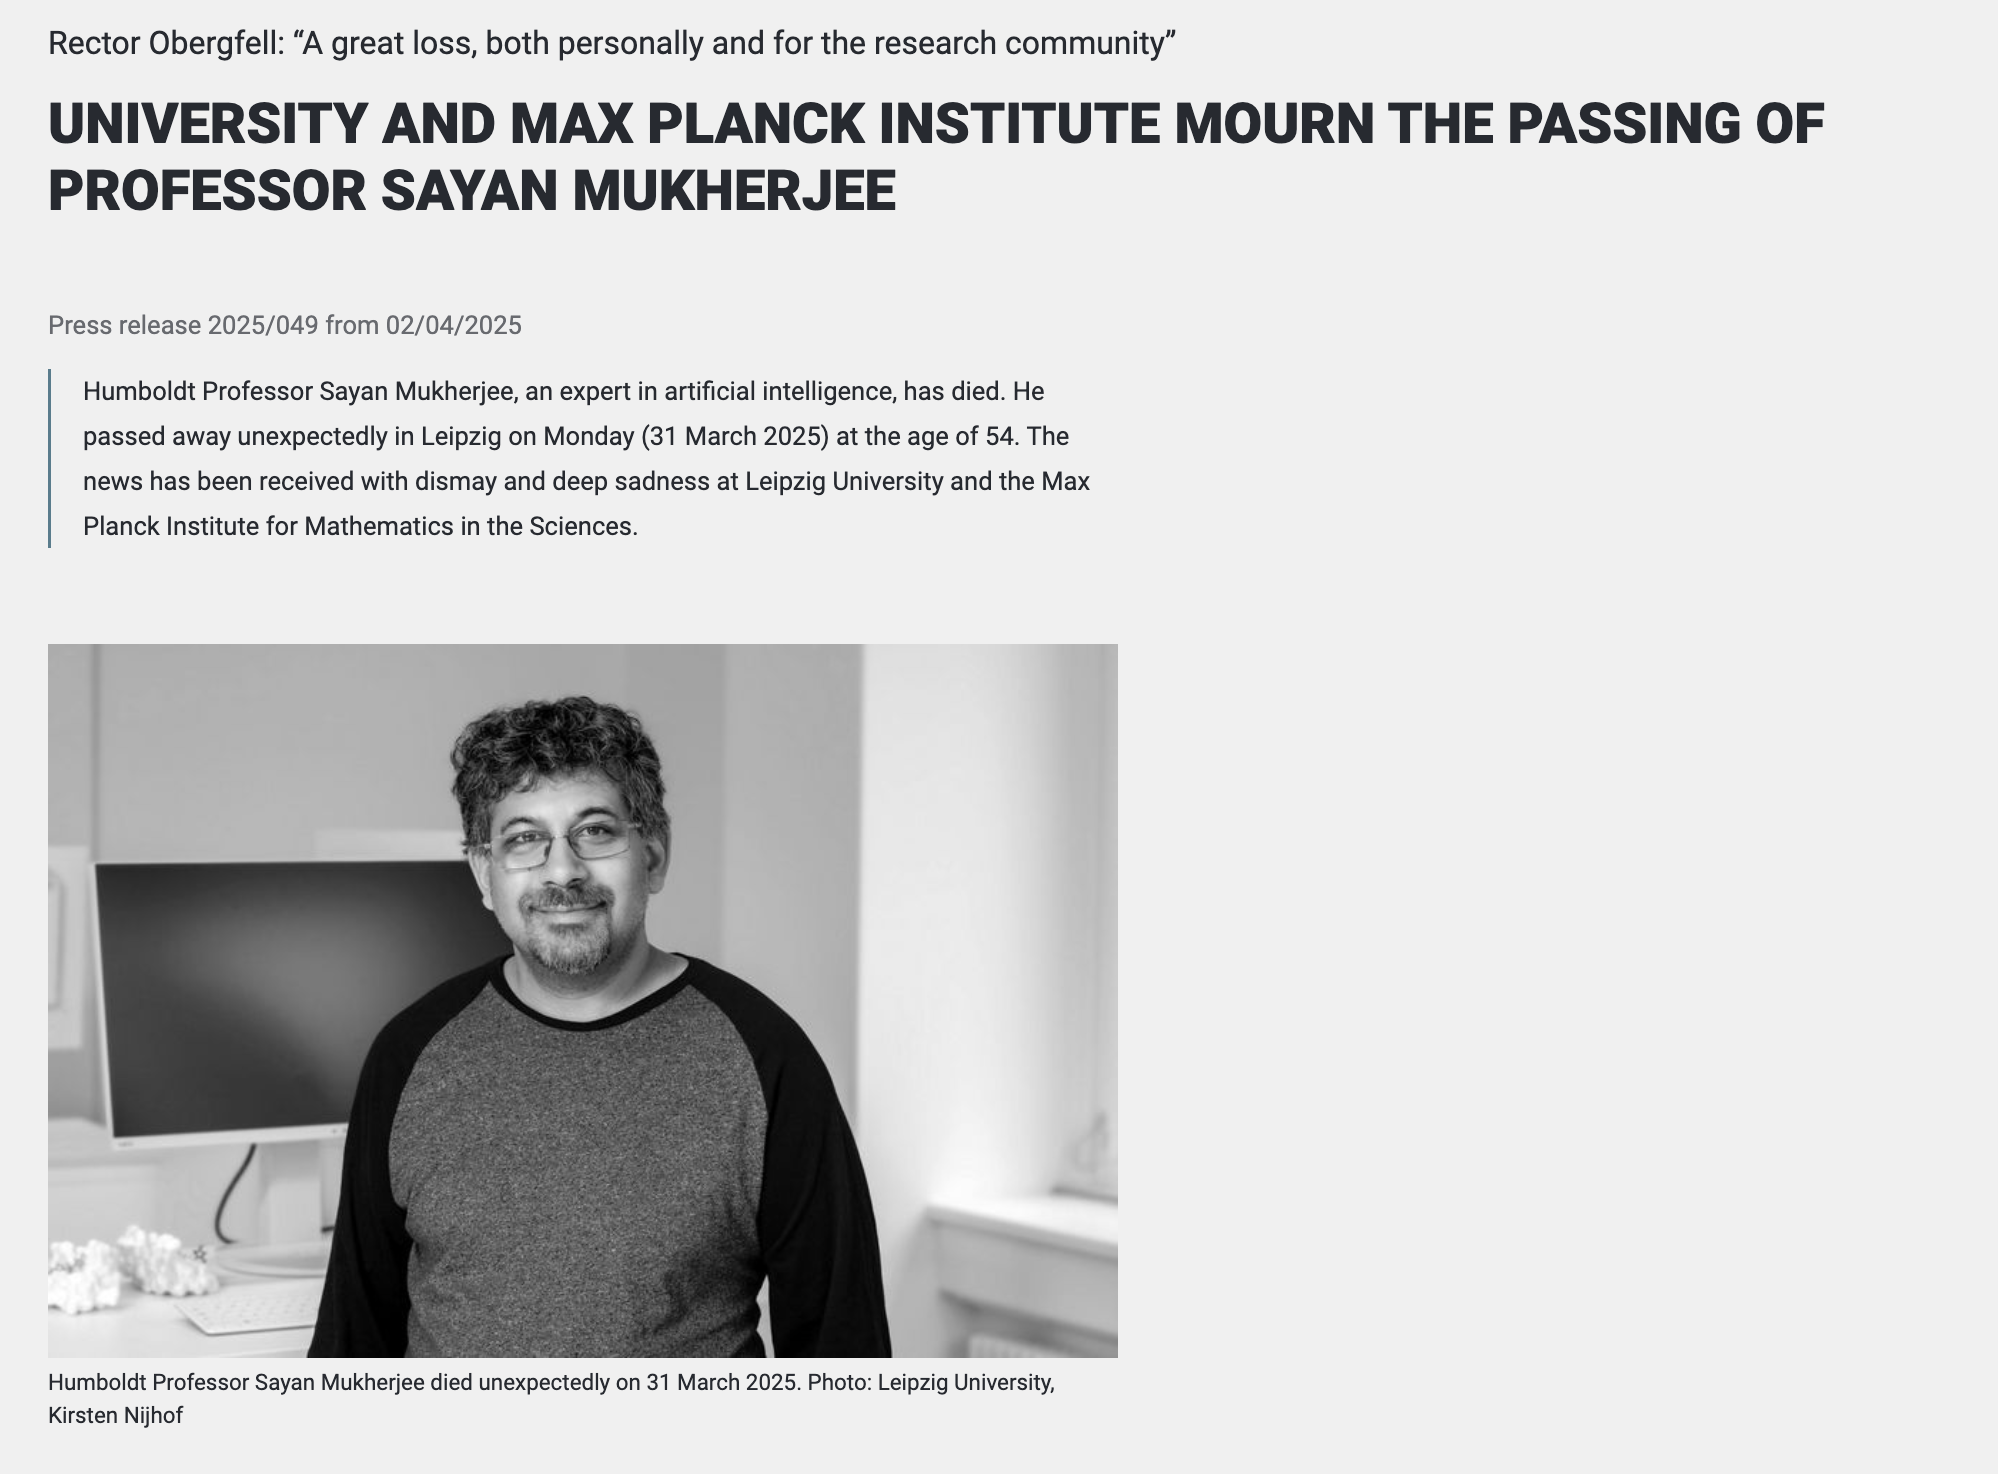 Rector Obergfell: “A great loss, both personally and for the research community”
UNIVERSITY AND MAX PLANCK INSTITUTE MOURN THE PASSING OF
PROFESSOR SAYAN MUKHERJEE
Press release 2025/049 from 02/04/2025
Humboldt Professor Sayan Mukherjee, an expert in artificial intelligence, has died. He
passed away unexpectedly in Leipzig on Monday (31 March 2025) at the age of 54. The
news has been received with dismay and deep sadness at Leipzig University and the Max
Planck Institute for Mathematics in the Sciences.
Humboldt Professor Sayan Mukherjee died unexpectedly on 31 March 2025. Photo: Leipzig University,
Kirsten Nijhof